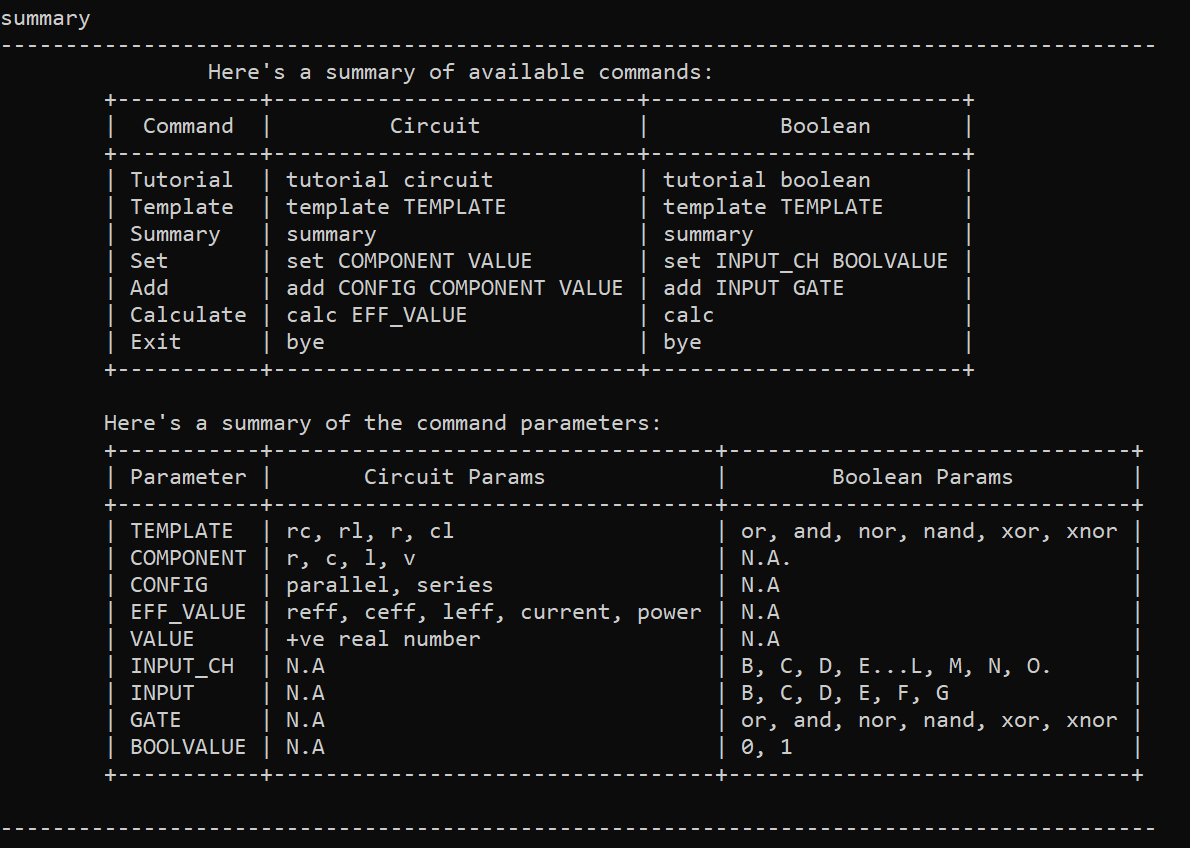 summary
-----------------------------------------------------------------------------------------
                Here's a summary of available commands:
        +-----------+----------------------------+------------------------+
        |  Command  |         Circuit            |          Boolean       |
        +-----------+----------------------------+------------------------+
        | Tutorial  | tutorial circuit           | tutorial boolean       |
        | Template  | template TEMPLATE          | template TEMPLATE      |
        | Summary   | summary                    | summary                |
        | Set       | set COMPONENT VALUE        | set INPUT_CH BOOLVALUE |
        | Add       | add CONFIG COMPONENT VALUE | add INPUT GATE         |
        | Calculate | calc EFF_VALUE             | calc                   |
        | Exit      | bye                        | bye                    |
        +-----------+----------------------------+------------------------+
        Here's a summary of the command parameters:
        +-----------+----------------------------------+-------------------------------+
        | Parameter |       Circuit Params             |        Boolean Params         |
        +-----------+----------------------------------+-------------------------------+
        | TEMPLATE  | rc, rl, r, cl                    | or, and, nor, nand, xor, xnor |
        | COMPONENT | r, c, l, v                       | N.A.                          |
        | CONFIG    | parallel, series                 | N.A                           |
        | EFF_VALUE | reff, ceff, leff, current, power | N.A                           |
        | VALUE     | +ve real number                  | N.A                           |
        | INPUT_CH  | N.A                              | B, C, D, E...L, M, N, O.      |
        | INPUT     | N.A                              | B, C, D, E, F, G              |
        | GATE      | N.A                              | or, and, nor, nand, xor, xnor |
        | BOOLVALUE | N.A                              | 0, 1                          |
        +-----------+----------------------------------+-------------------------------+
-----------------------------------------------------------------------------------------